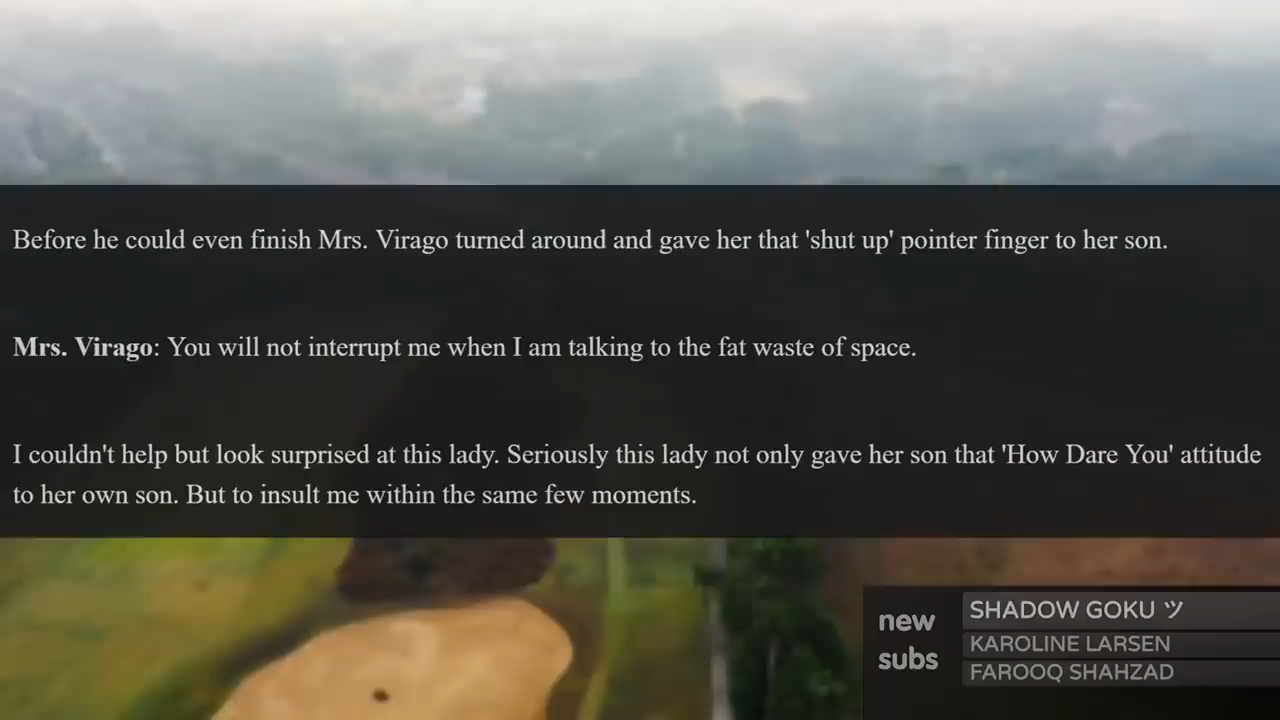 Before he could even finish Mrs. Virago turned around and gave her that 'shut up' pointer finger to her son.
Mrs. Virago: You will not interrupt me when I am talking to the fat waste of space.
I couldn't help but look surprised at this lady. Seriously this lady not only gave her son that 'How Dare You' attitude
to her own son. But to insult me within the same few moments.
new
subs
SHADOW GOKU ツ
KAROLINE LARSEN
FAROOQ SHAHZAD